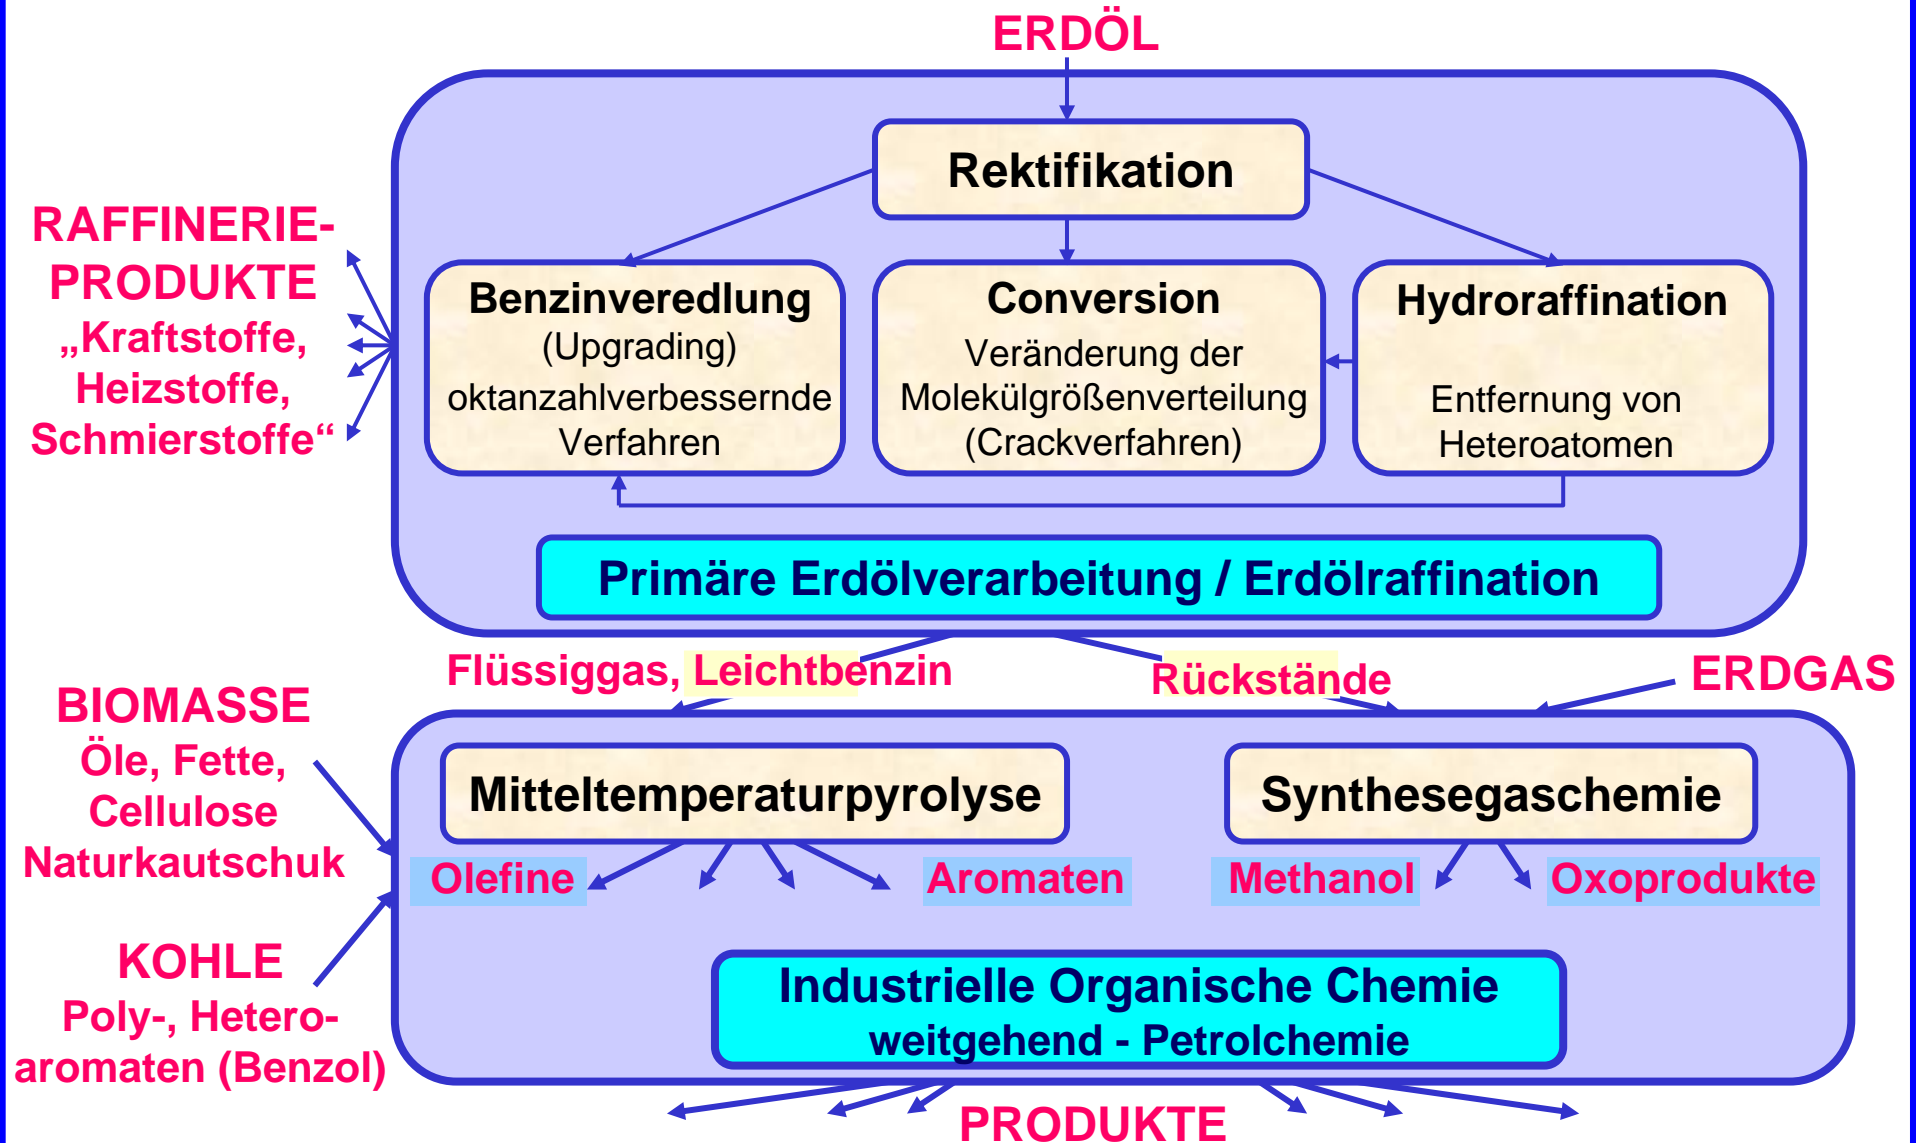 ERDÖL
Rektifikation
RAFFINERIE-
PRODUKTE
„Kraftstoffe,
Heizstoffe,
Schmierstoffe“
Benzinveredlung
(Upgrading)
oktanzahlverbessernde
Verfahren
Conversion
Veränderung der
Molekülgrößenverteilung
(Crackverfahren)
Hydroraffination
Entfernung von
Heteroatomen
Primäre Erdölverarbeitung / Erdölraffination
Flüssiggas, Leichtbenzin
Rückstände
ERDGAS
BIOMASSE
Öle, Fette,
Cellulose
Naturkautschuk
KOHLE
Poly-, Hetero-
aromaten (Benzol)
Mitteltemperaturpyrolyse
Synthesegaschemie
Olefine
Aromaten
Methanol
Oxoprodukte
Industrielle Organische Chemie
weitgehend - Petrolchemie
PRODUKTE